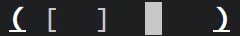 ( [  ]    )